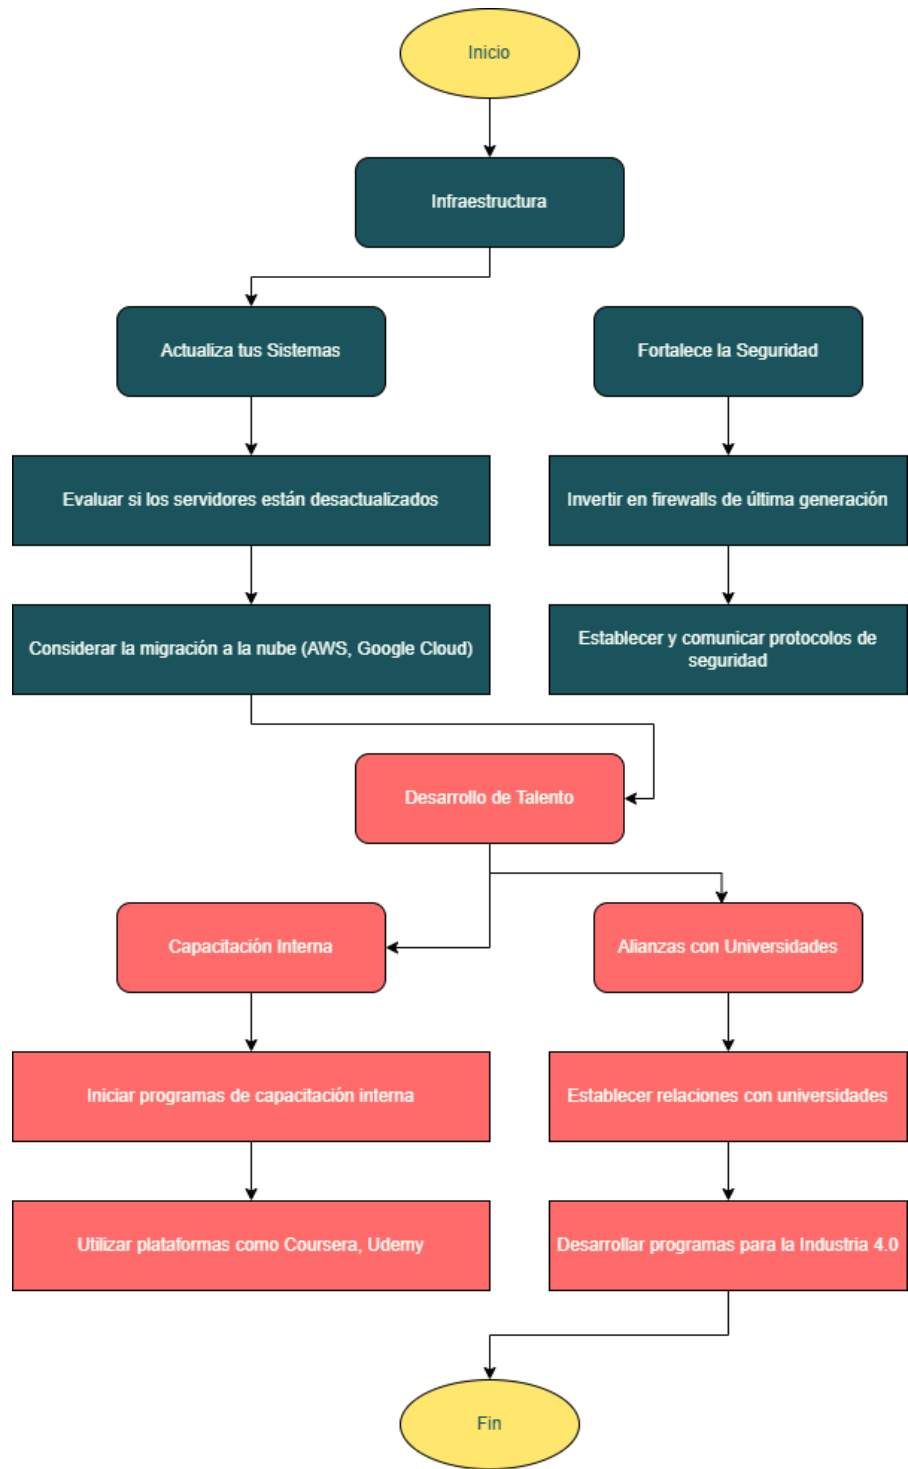 Inicio
Infraestructura
Actualiza tus Sistemas
Fortalece la Seguridad
Evaluar si los servidores están desactualizados
Invertir en firewalls de última generación
Considerar la migración a la nube (AWS, Google Cloud)
Establecer y comunicar protocolos de
seguridad
Desarrollo de Talento
Capacitación Interna
Alianzas con Universidades
Iniciar programas de capacitación interna
Establecer relaciones con universidades
Utilizar plataformas como Coursera, Udemy
Desarrollar programas para la Industria 4.0
Fin